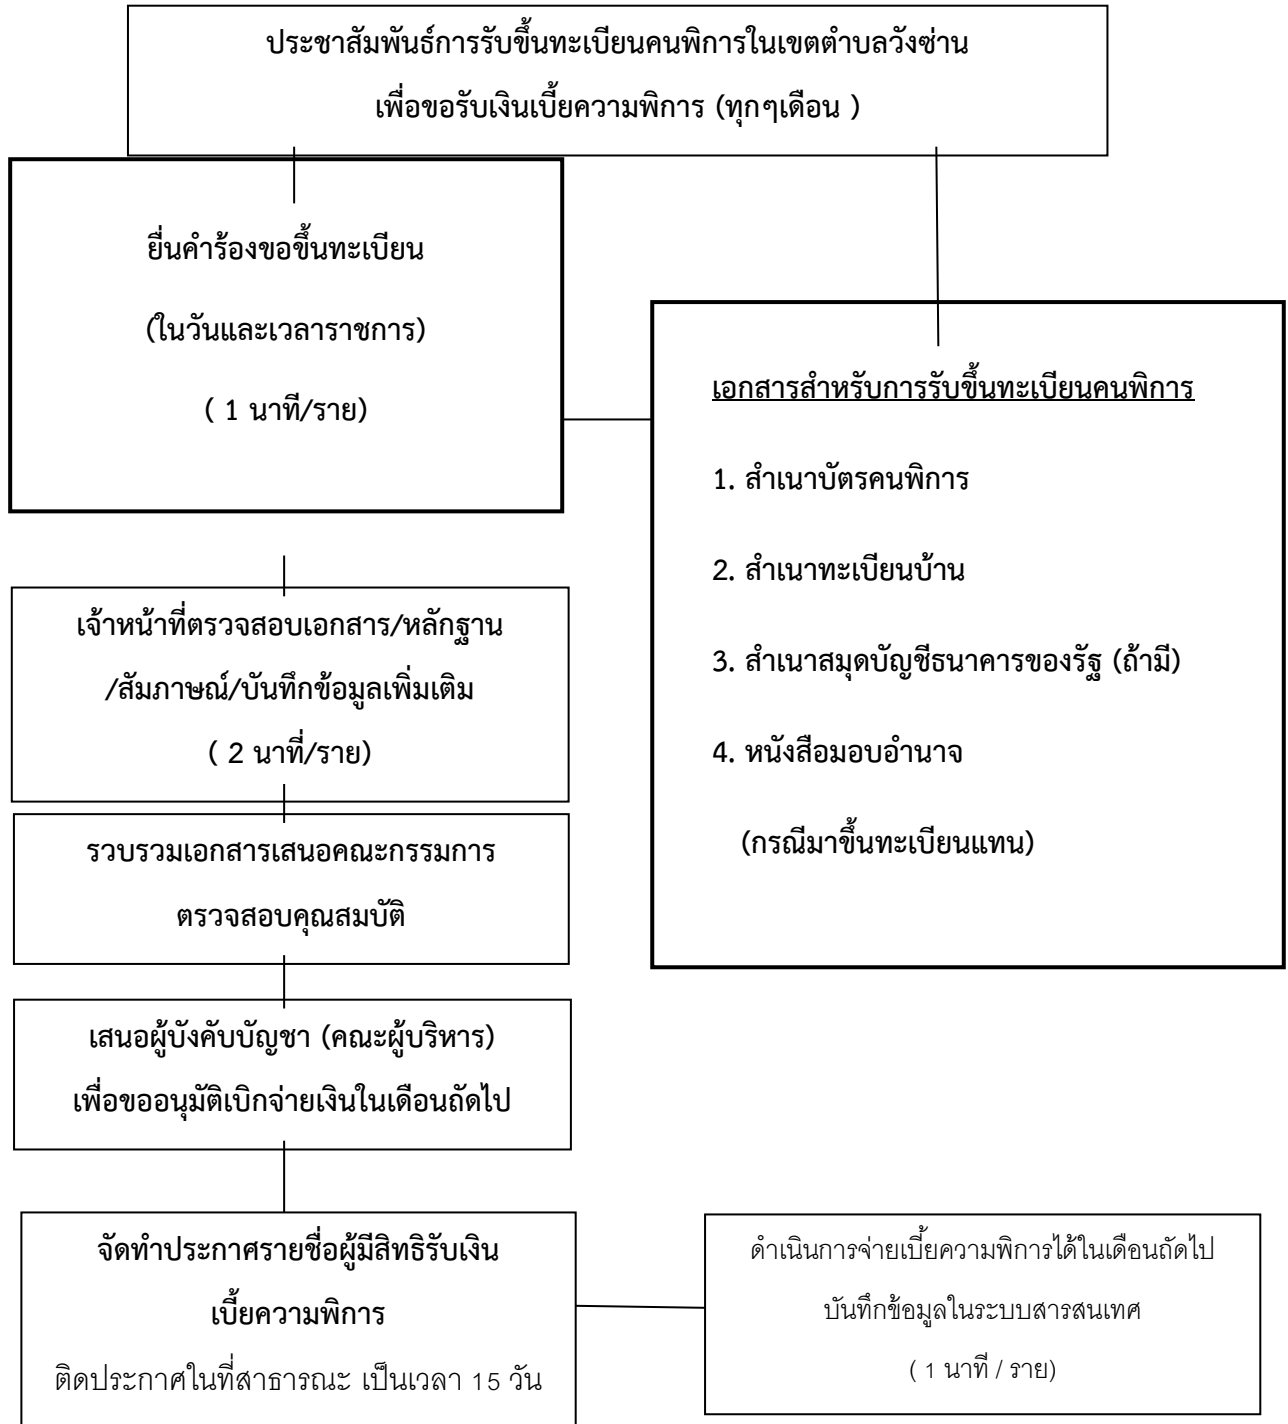 ประชาสัมพันธ์การรับขึ้นทะเบียนคนพิการในเขตตำบลวังซ่าน
เพื่อขอรับเงินเบี้ยความพิการ (ทุกๆเดือน )
ยื่นคำร้องขอขึ้นทะเบียน
(ในวันและเวลาราชการ)
( 1 นาที/ราย)
เอกสารสำหรับการรับขึ้นทะเบียนคนพิการ
1. สำเนาบัตรคนพิการ
2. สำเนาทะเบียนบ้าน
3. สำเนาสมุดบัญชีธนาคารของรัฐ (ถ้ามี)
4. หนังสือมอบอำนาจ
(กรณีมาขึ้นทะเบียนแทน)
เจ้าหน้าที่ตรวจสอบเอกสาร/หลักฐาน
/สัมภาษณ์/บันทึกข้อมูลเพิ่มเติม
( 2 นาที่/ราย)
รวบรวมเอกสารเสนอคณะกรรมการ
ตรวจสอบคุณสมบัติ
เสนอผู้บังคับบัญชา (คณะผู้บริหาร)
เพื่อขออนุมัติเบิกจ่ายเงินในเดือนถัดไป
จัดทำประกาศรายชื่อผู้มีสิทธิรับเงิน
เบี้ยความพิการ
ติดประกาศในที่สาธารณะ เป็นเวลา 15 วัน
ดำเนินการจ่ายเบี้ยความพิการได้ในเดือนถัดไป
บันทึกข้อมูลในระบบสารสนเทศ
( 1 นาที / ราย)